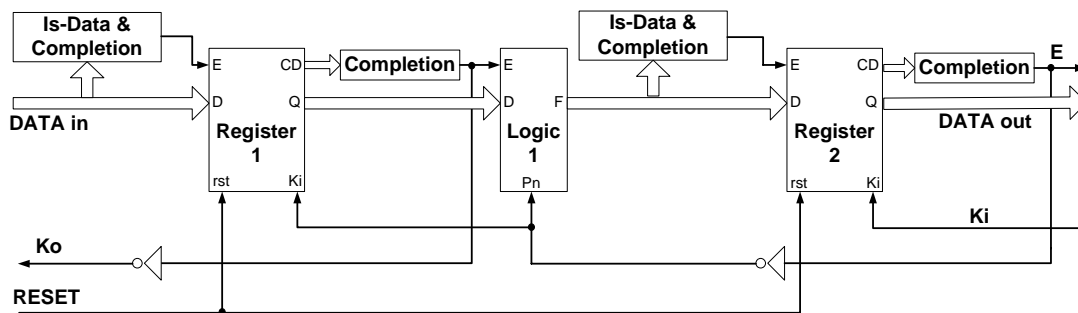 Is-Data &
Completion
E
CD
Completion
D
Q
Register
1
rst
Ki
DATA in
E
D
F
Logic
1
Pn
Is-Data &
Completion
E
CD
Completion
D
Q
Register
2
rst
Ki
E
DATA out
Ki
Ko
RESET